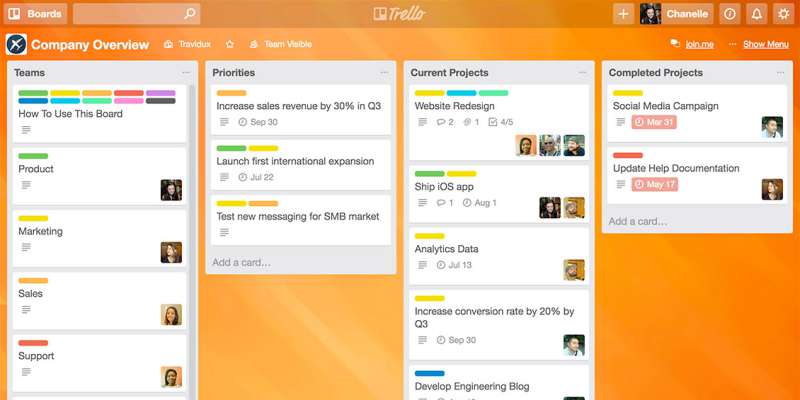 Boards
Trello
Chanelle
Company Overview
Travidux
Team Visible
join.me
Show Menu
Teams
How To Use This Board
Product
Marketing
Sales
Support
Priorities
Increase sales revenue by 30% in Q3
Sep 30
Launch first international expansion
Jul 22
Test new messaging for SMB market
Add a card…
Current Projects
Website Redesign
2 1 4/5
Ship iOS app
1 Aug 1
Analytics Data
Jul 13
Increase conversion rate by 20% by
Q3
Sep 30
Develop Engineering Blog
Completed Projects
Social Media Campaign
Mar 31
Update Help Documentation
May 17
Add a card…